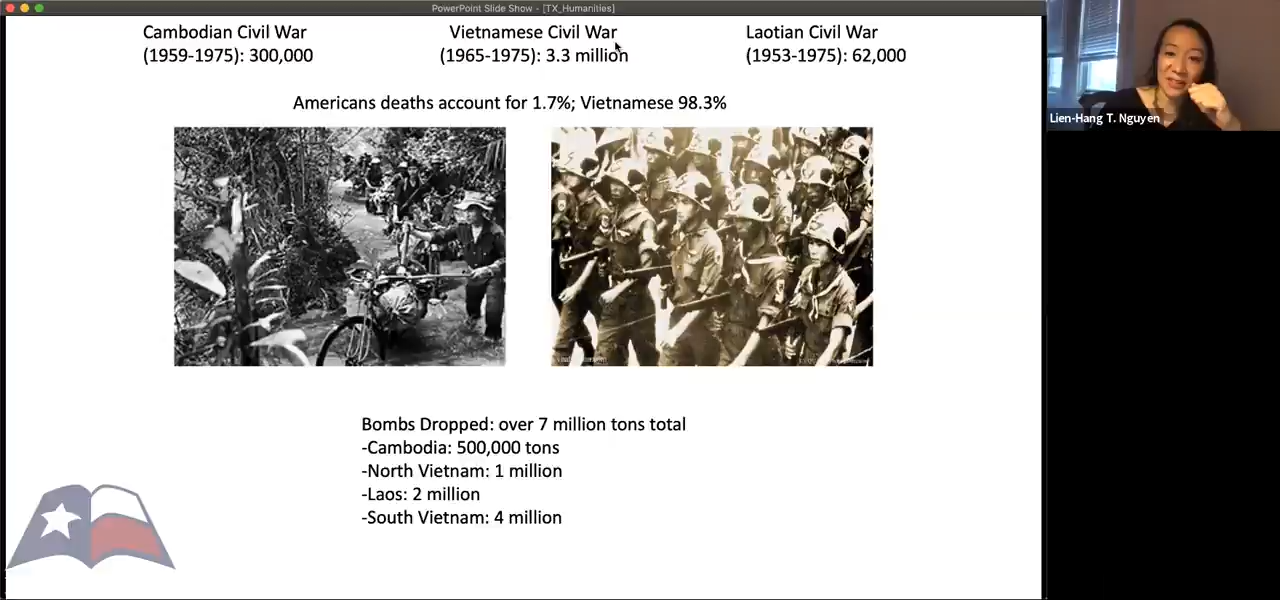 PowerPoint Slide Show - [TX_Humanities]
Cambodian Civil War
(1959-1975): 300,000
Vietnamese Civil War
(1965-1975): 3.3 million
Laotian Civil War
(1953-1975): 62,000
Americans deaths account for 1.7%; Vietnamese 98.3%
Bombs Dropped: over 7 million tons total
-Cambodia: 500,000 tons
-North Vietnam: 1 million
-Laos: 2 million
-South Vietnam: 4 million
Lien-Hang T. Nguyen